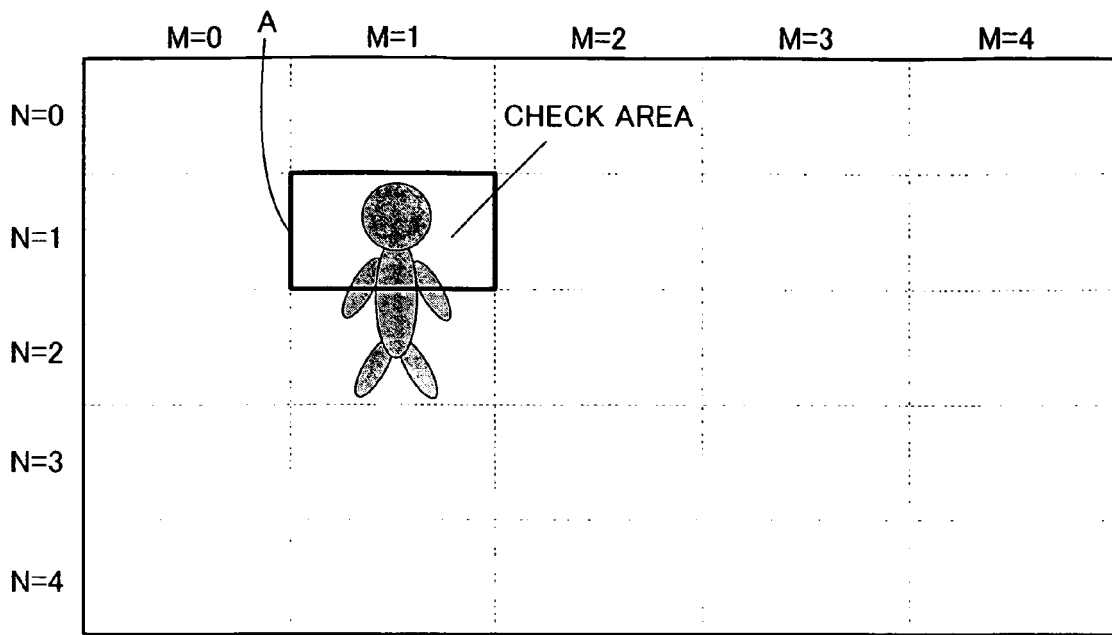 A
M=0 M=1 M=2 M=3 M=4
N=0
CHECK AREA
N=1
N=2
N=3
N=4